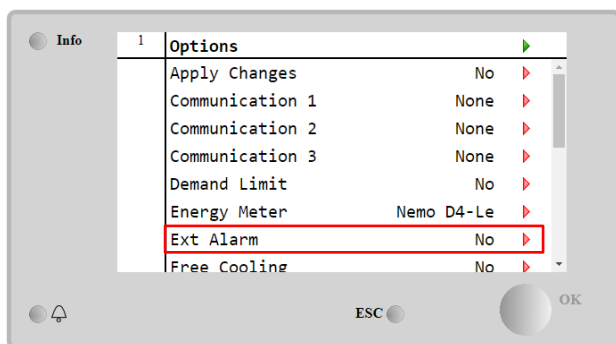 Info
1 Options
Apply Changes No
Communication 1 None
Communication 2 None
Communication 3 None
Demand Limit No
Energy Meter Nemo D4-Le
Ext Alarm No
Free Cooling No
ESC
OK